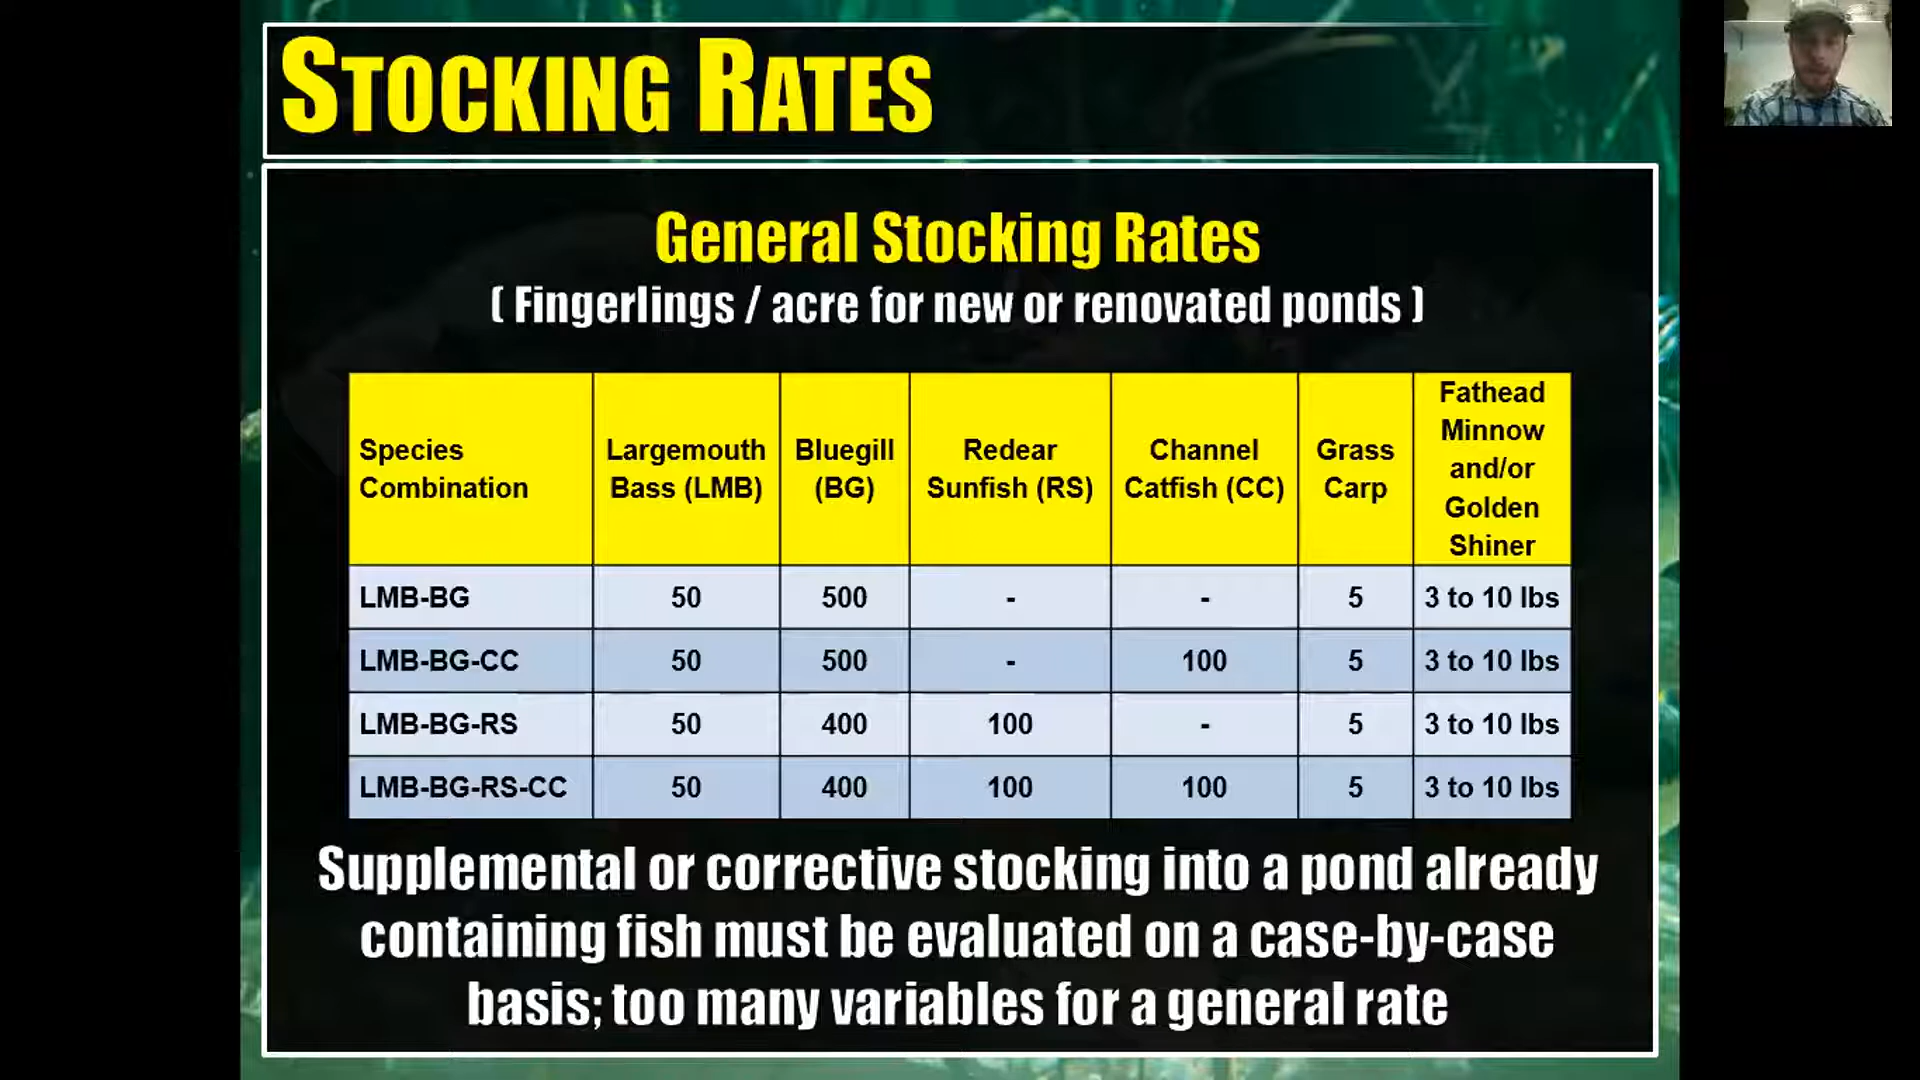 STOCKING RATES
General Stocking Rates
( Fingerlings / acre for new or renovated ponds )
Species Combination | Largemouth Bass (LMB) | Bluegill (BG) | Redear Sunfish (RS) | Channel Catfish (CC) | Grass Carp | Fathead Minnow and/or Golden Shiner
LMB-BG | 50 | 500 | - | - | 5 | 3 to 10 lbs
LMB-BG-CC | 50 | 500 | - | 100 | 5 | 3 to 10 lbs
LMB-BG-RS | 50 | 400 | 100 | - | 5 | 3 to 10 lbs
LMB-BG-RS-CC | 50 | 400 | 100 | 100 | 5 | 3 to 10 lbs
Supplemental or corrective stocking into a pond already
containing fish must be evaluated on a case-by-case
basis; too many variables for a general rate